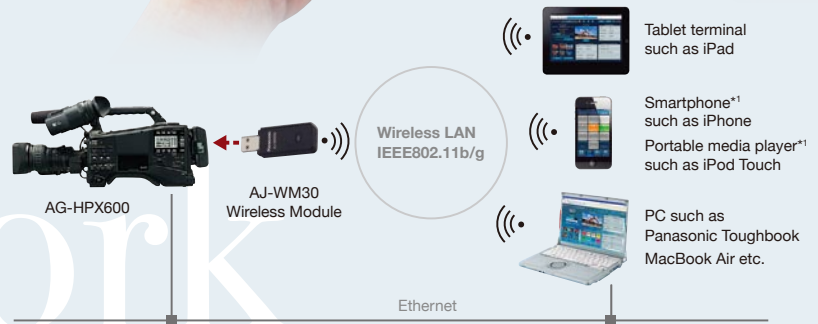 Tablet terminal
such as iPad
Smartphone*1
such as iPhone
Portable media player*1
such as iPod Touch
Wireless LAN
IEEE802.11b/g
AG-HPX600
AJ-WM30
Wireless Module
PC such as
Panasonic Toughbook
MacBook Air etc.
ork
Ethernet